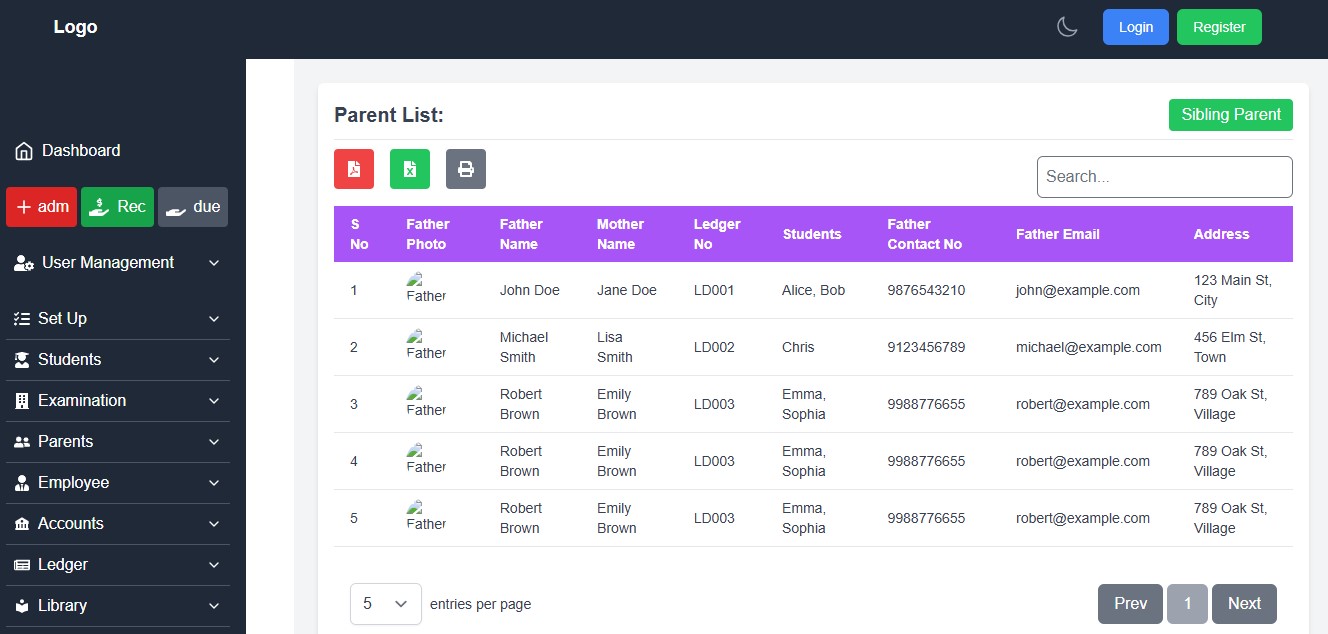 Logo
Login
Register
Dashboard
adm
Rec
due
User Management
Set Up
Students
Examination
Parents
Employee
Accounts
Ledger
Library
Parent List:
Sibling Parent
Search...
S No Father Photo Father Name Mother Name Ledger No Students Father Contact No Father Email Address
1 Father John Doe Jane Doe LD001 Alice, Bob 9876543210 john@example.com 123 Main St, City
2 Father Michael Smith Lisa Smith LD002 Chris 9123456789 michael@example.com 456 Elm St, Town
3 Father Robert Brown Emily Brown LD003 Emma, Sophia 9988776655 robert@example.com 789 Oak St, Village
4 Father Robert Brown Emily Brown LD003 Emma, Sophia 9988776655 robert@example.com 789 Oak St, Village
5 Father Robert Brown Emily Brown LD003 Emma, Sophia 9988776655 robert@example.com 789 Oak St, Village
5 entries per page
Prev 1 Next